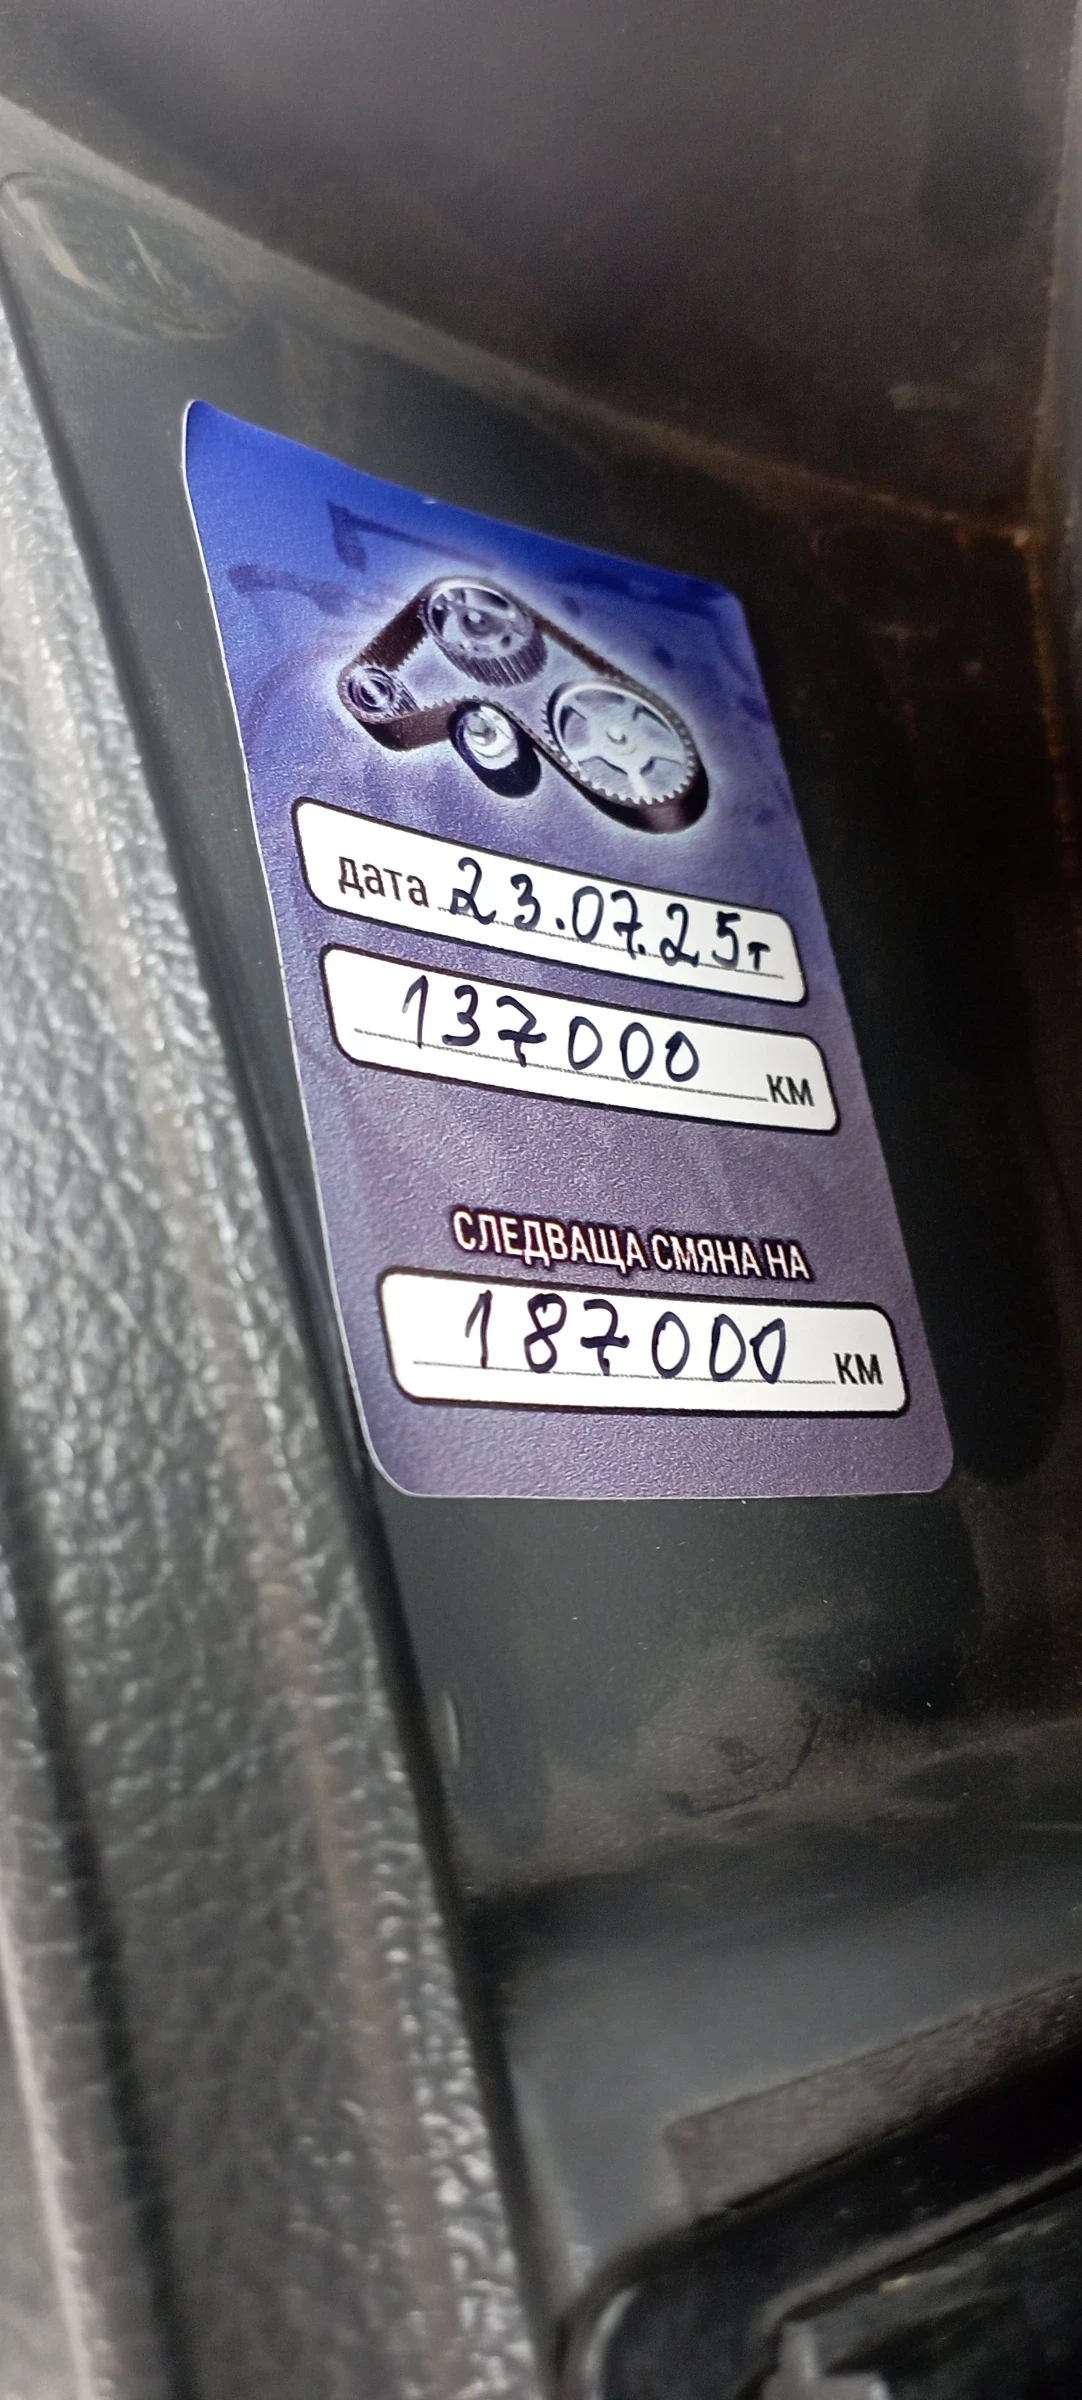 дата 23.07.25г
137000 КМ
СЛЕДВАЩА СМЯНА НА
187000 КМ